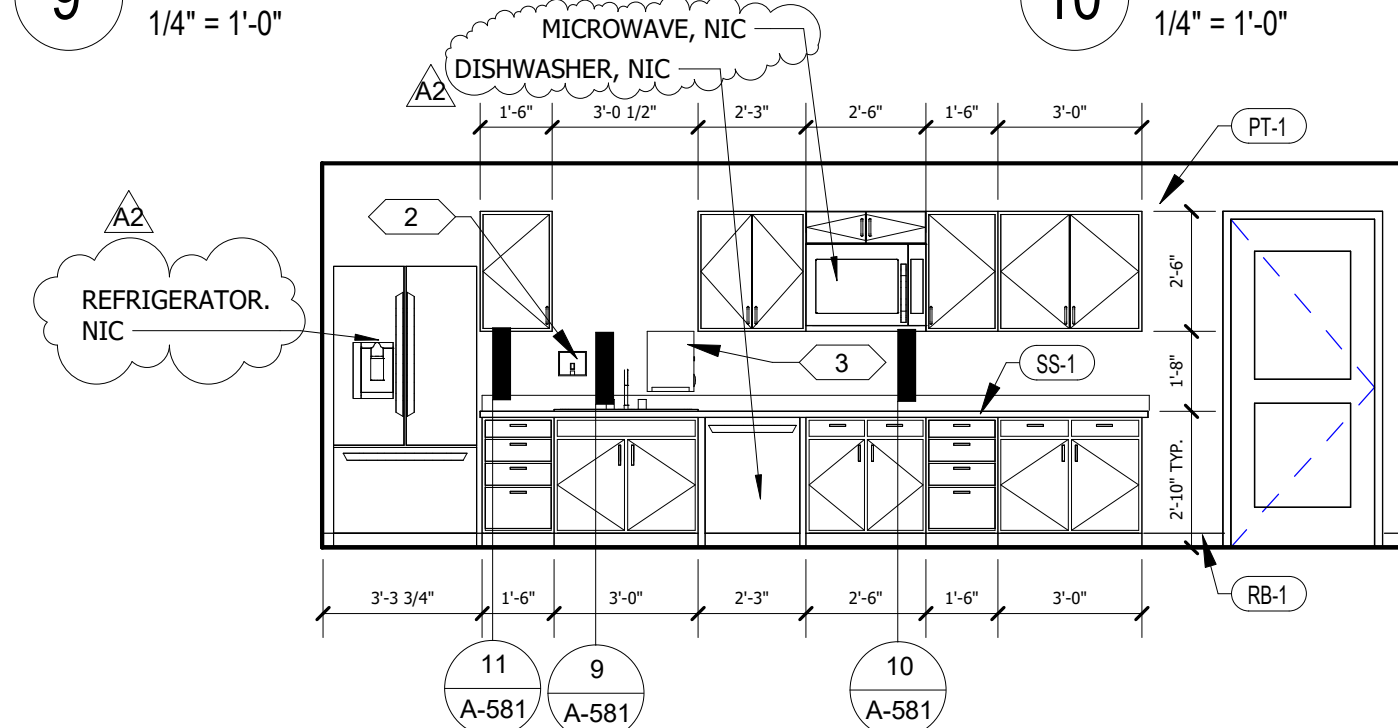 9
1/4" = 1'-0"
10
1/4" = 1'-0"
MICROWAVE, NIC
DISHWASHER, NIC
A2
1'-6"
3'-0 1/2"
2'-3"
2'-6"
1'-6"
3'-0"
PT-1
A2
2
REFRIGERATOR.
NIC
2'-6"
3
SS-1
1'-8"
2'-10" TYP.
3'-3 3/4"
1'-6"
3'-0"
2'-3"
2'-6"
1'-6"
3'-0"
RB-1
11
A-581
9
A-581
10
A-581